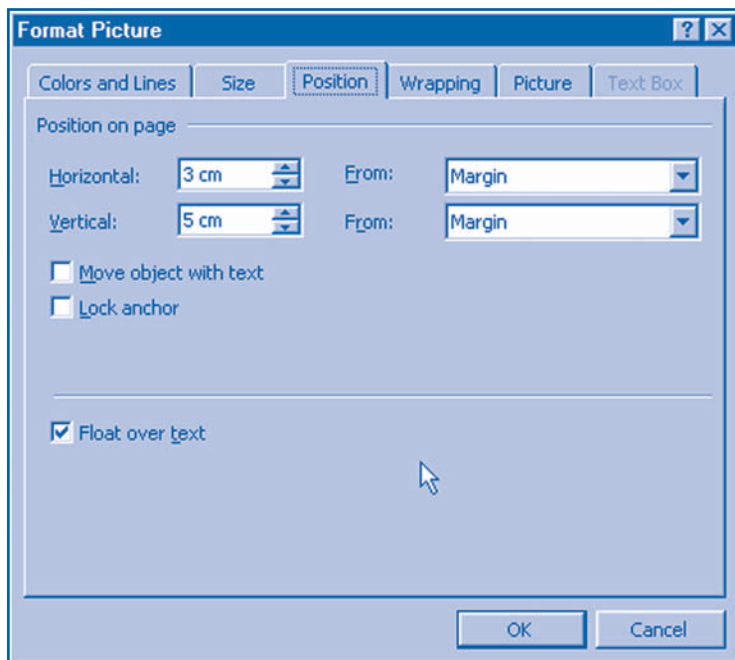 Format Picture
Colors and Lines Size Position Wrapping Picture Text Box
Position on page
Horizontal: 3 cm From: Margin
Vertical: 5 cm From: Margin
Move object with text
Lock anchor
Float over text
OK Cancel